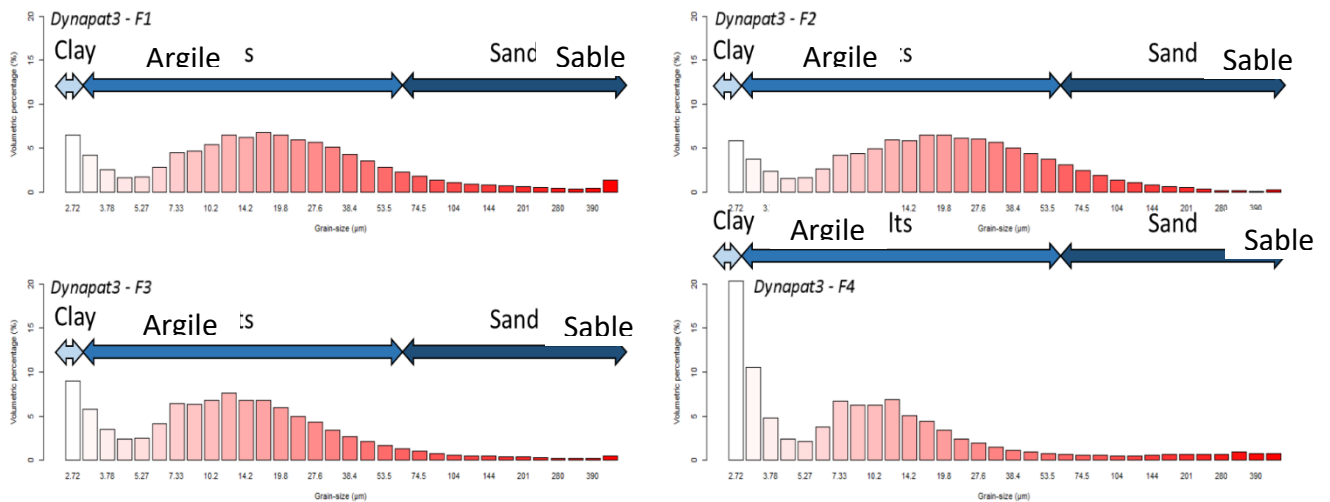 Dynapat3 - F1
Clay Argile s Sand Sable
Volumetric percentage (%)
20
15
10
5
0
2.72 3.78 5.27 7.33 10.2 14.2 19.8 27.6 38.4 53.5 74.5 104 144 201 280 390
Grain-size (µm)
Dynapat3 - F2
Clay Argile ts Sand Sable
Volumetric percentage (%)
20
15
10
5
0
2.72 3. 14.2 19.8 27.6 38.4 53.5 74.5 104 144 201 280 390
Grain-size (µm)
Dynapat3 - F3
Clay Argile ts Sand Sable
Volumetric percentage (%)
20
15
10
5
0
2.72 3.78 5.27 7.33 10.2 14.2 19.8 27.6 38.4 53.5 74.5 104 144 201 280 390
Grain-size (µm)
Clay Argile lts Sand Sable
Dynapat3 - F4
Volumetric percentage (%)
20
15
10
5
0
2.72 3.78 5.27 7.33 10.2 14.2 19.8 27.6 38.4 53.5 74.5 104 144 201 280 390
Grain-size (µm)